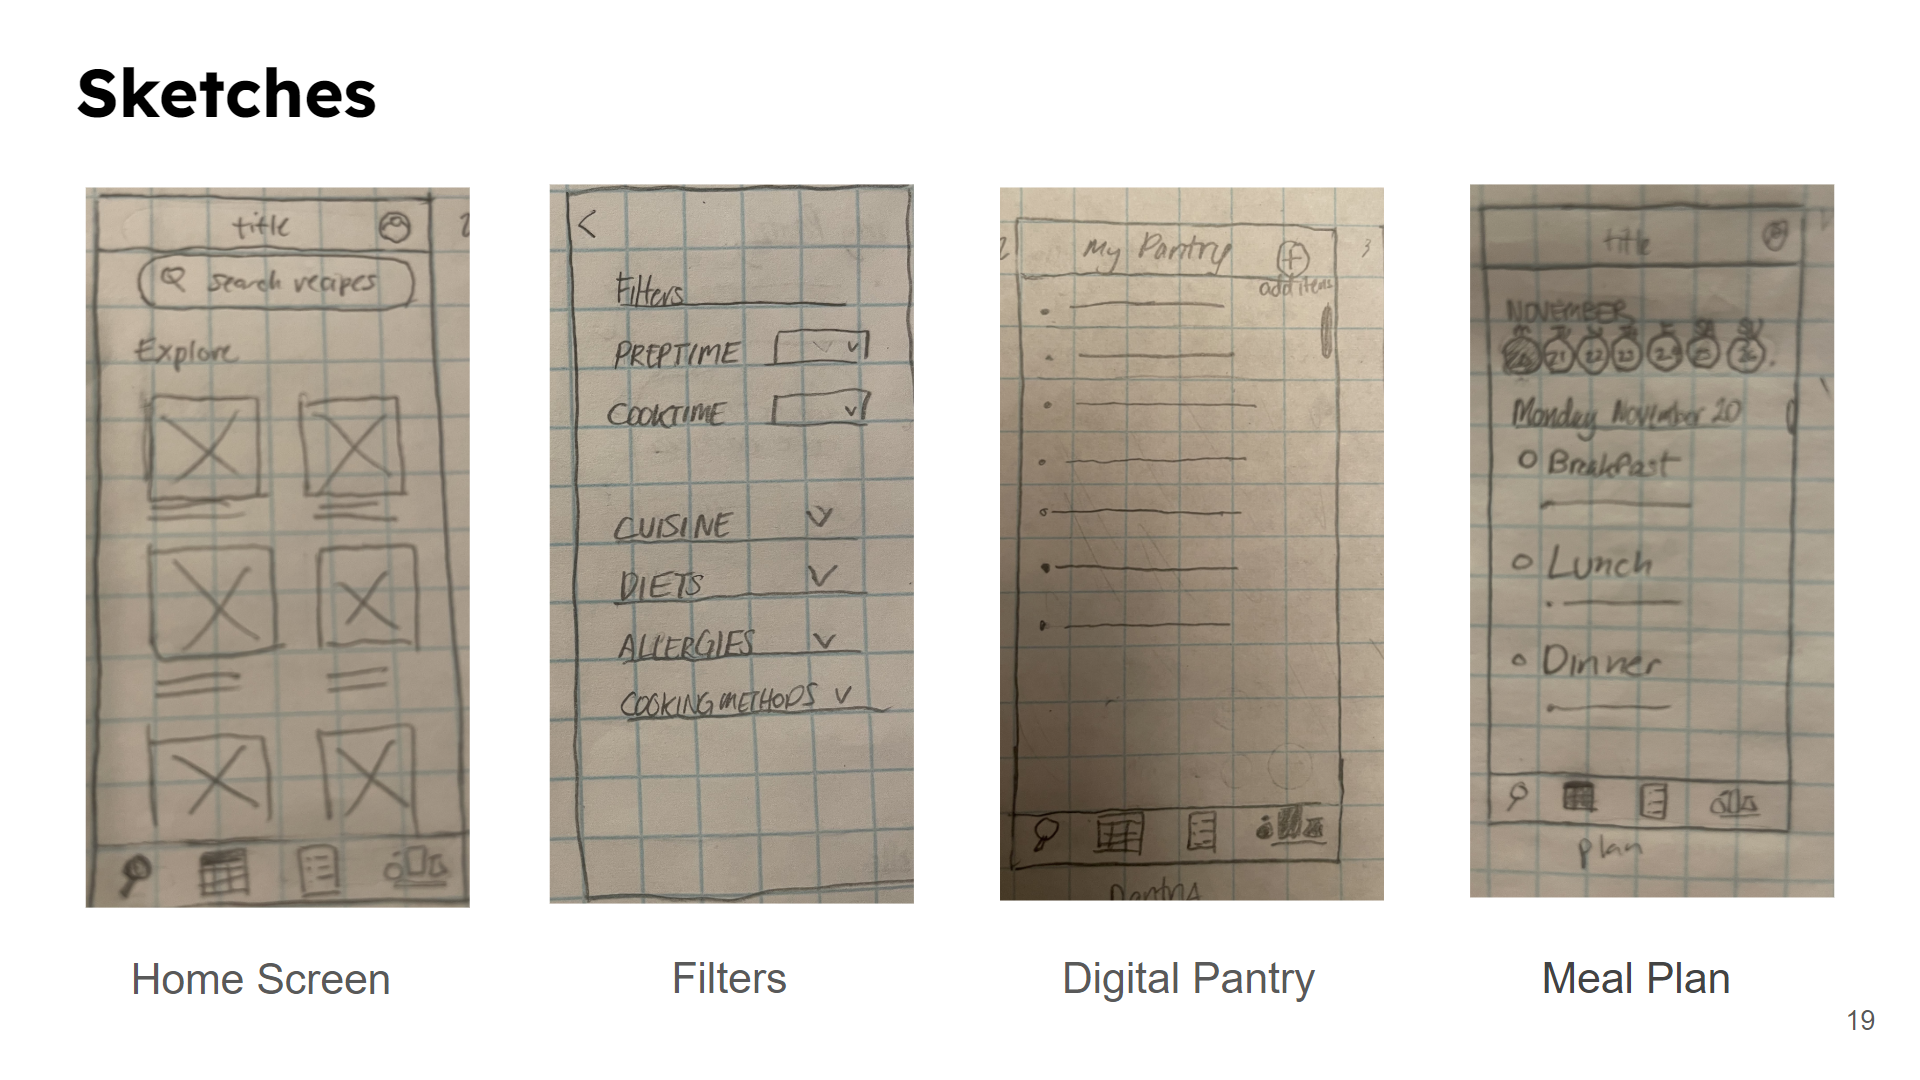 Sketches
title
search recipes
Explore
Filters
PREPTIME
COOKTIME
CUISINE
DIETS
ALLERGIES
COOKING METHODS
2
My Pantry
3
add items
Pantry
title
NOVEMBER
21 22 23 24 25 26
Monday November 20
Breakfast
Lunch
Dinner
plan
Home Screen
Filters
Digital Pantry
Meal Plan
19